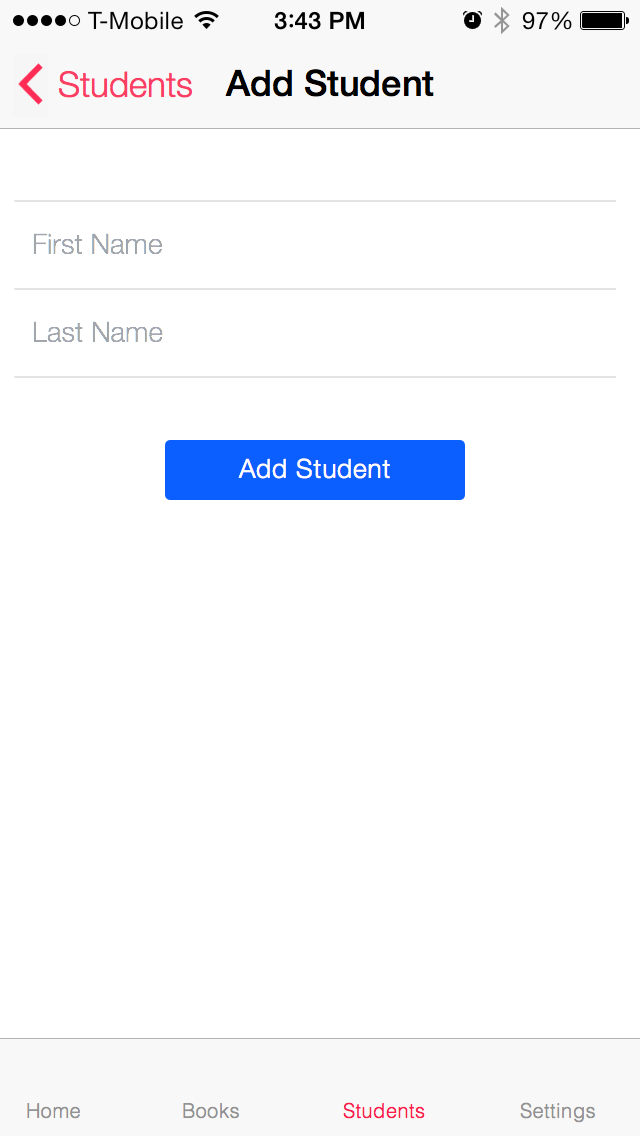 T-Mobile 3:43 PM 97%
Students Add Student
First Name
Last Name
Add Student
Home Books Students Settings